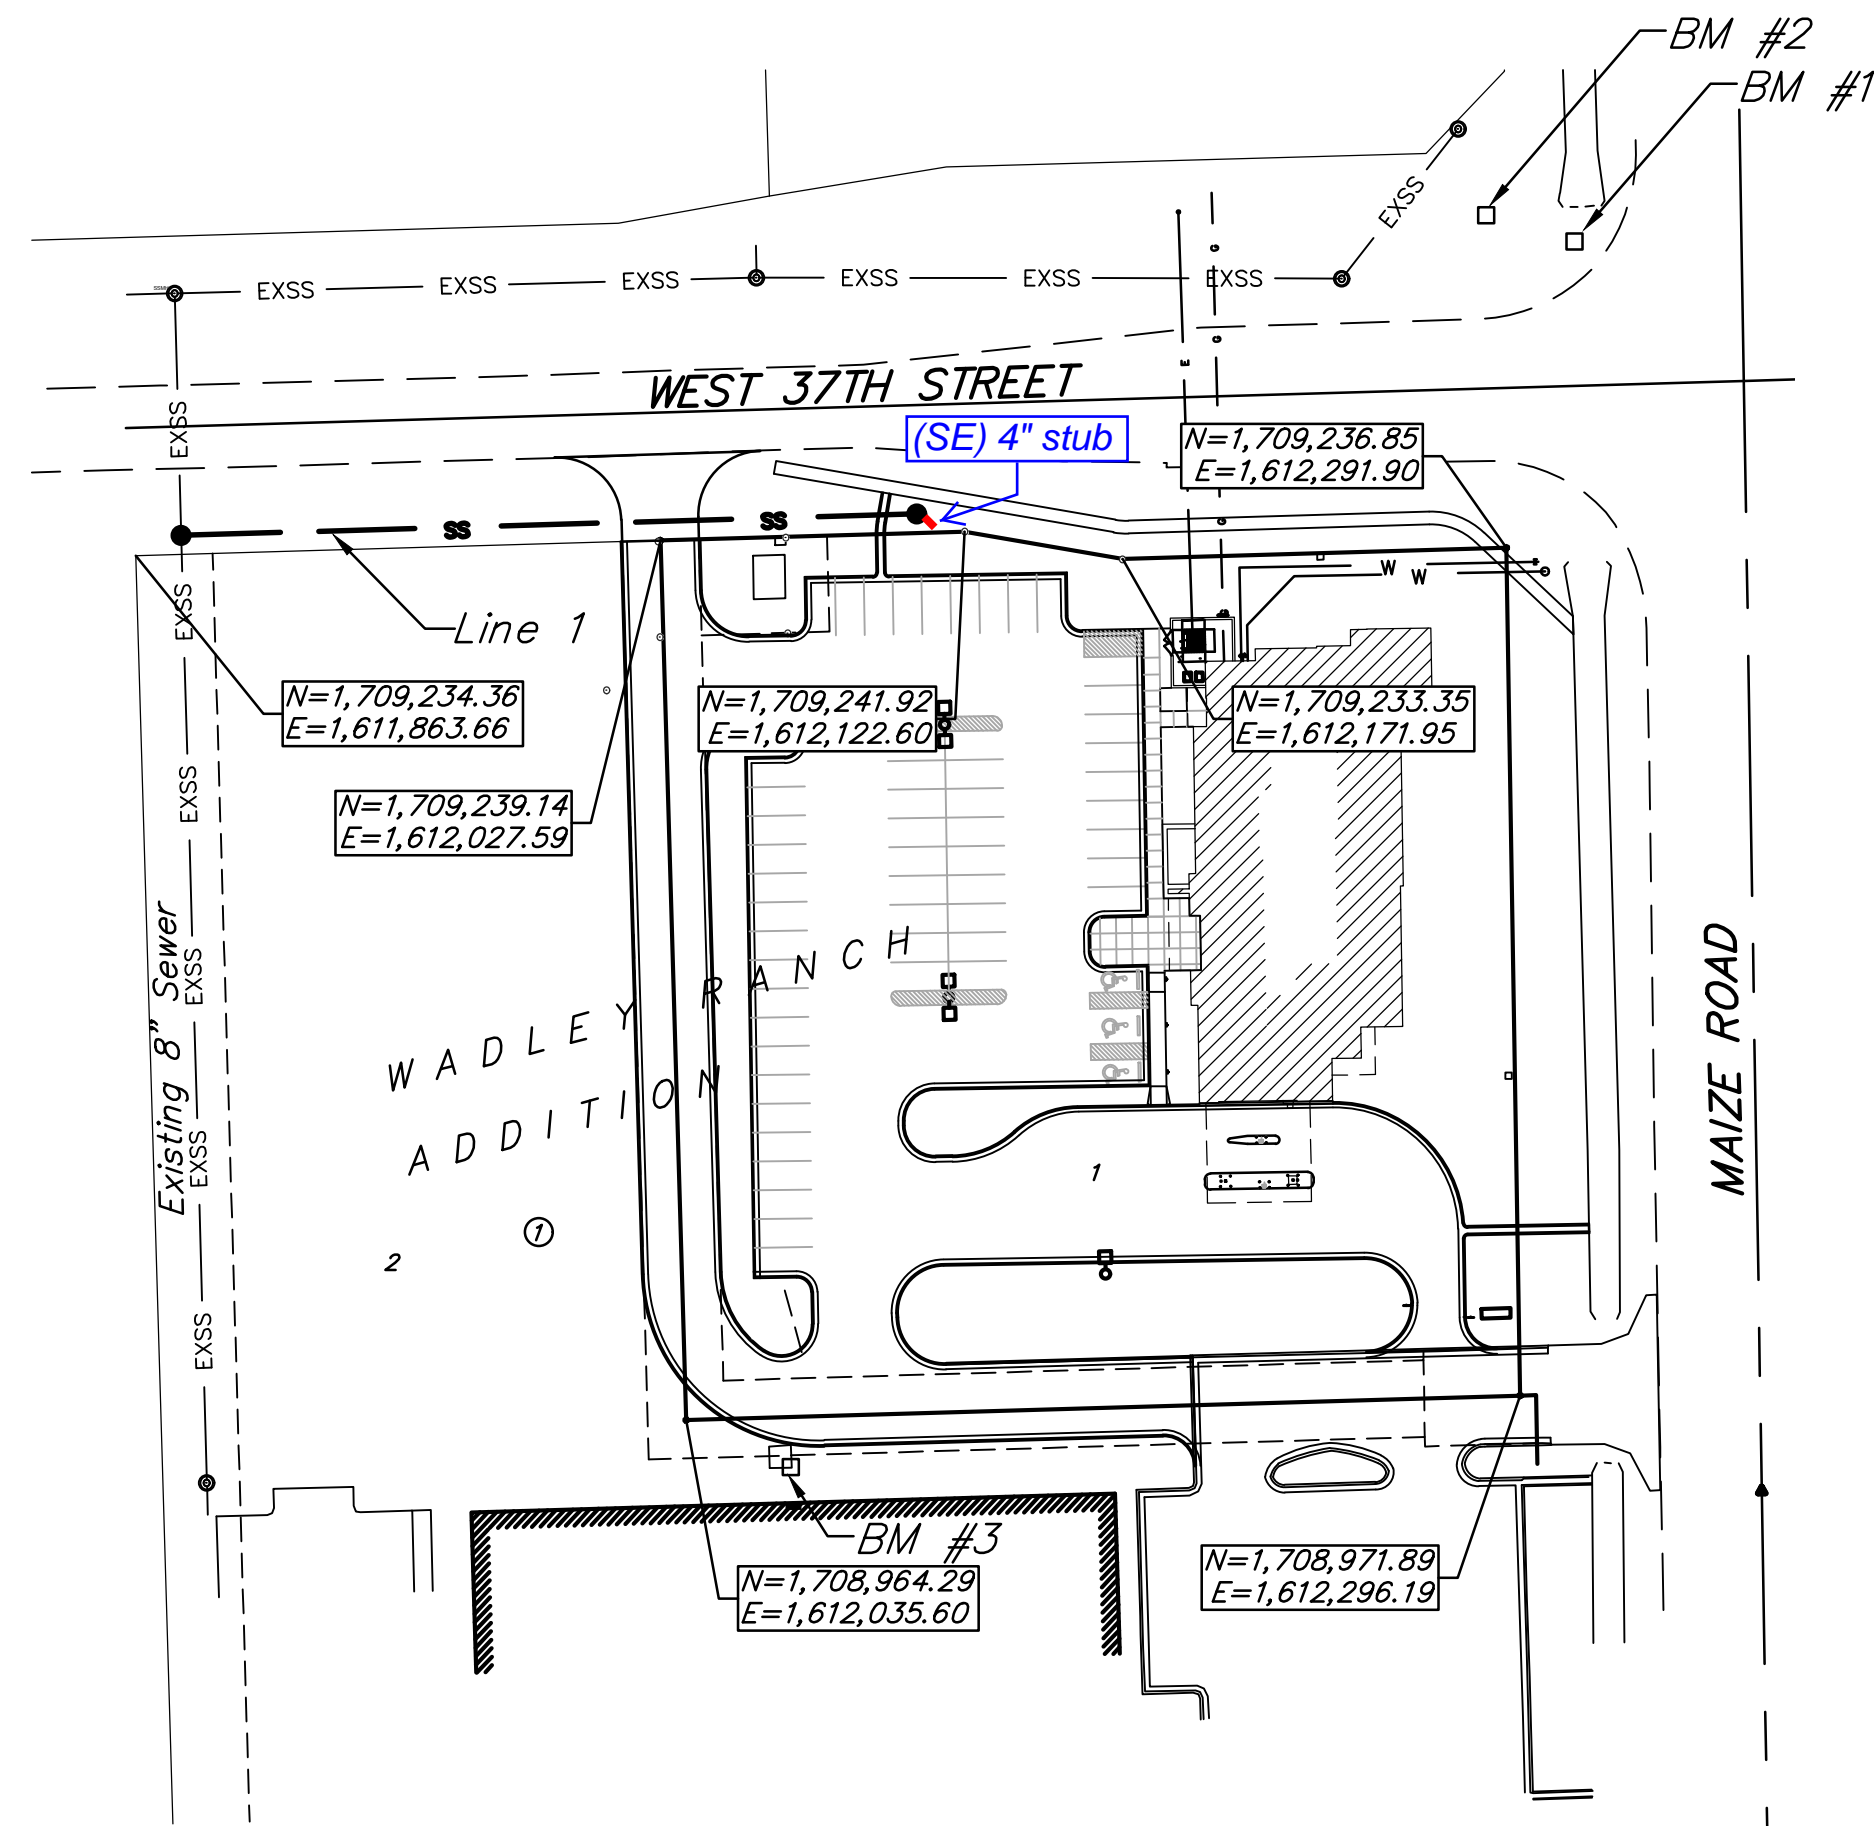 BM #2
BM #1
EXSS
EXSS
EXSS
EXSS
EXSS
EXSS
EXSS
EXSS
G
G
E
WEST 37TH STREET
(SE) 4" stub
N=1,709,236.85
E=1,612,291.90
SS
SS
G
EXSS
W
W
Line 1
N=1,709,234.36
E=1,611,863.66
N=1,709,241.92
E=1,612,122.60
N=1,709,233.35
E=1,612,171.95
N=1,709,239.14
E=1,612,027.59
EXSS
Existing 8" Sewer
EXSS
EXSS
EXSS
WADLEY RANCH
ADDITION
MAIZE ROAD
1
1
2
BM #3
N=1,708,964.29
E=1,612,035.60
N=1,708,971.89
E=1,612,296.19